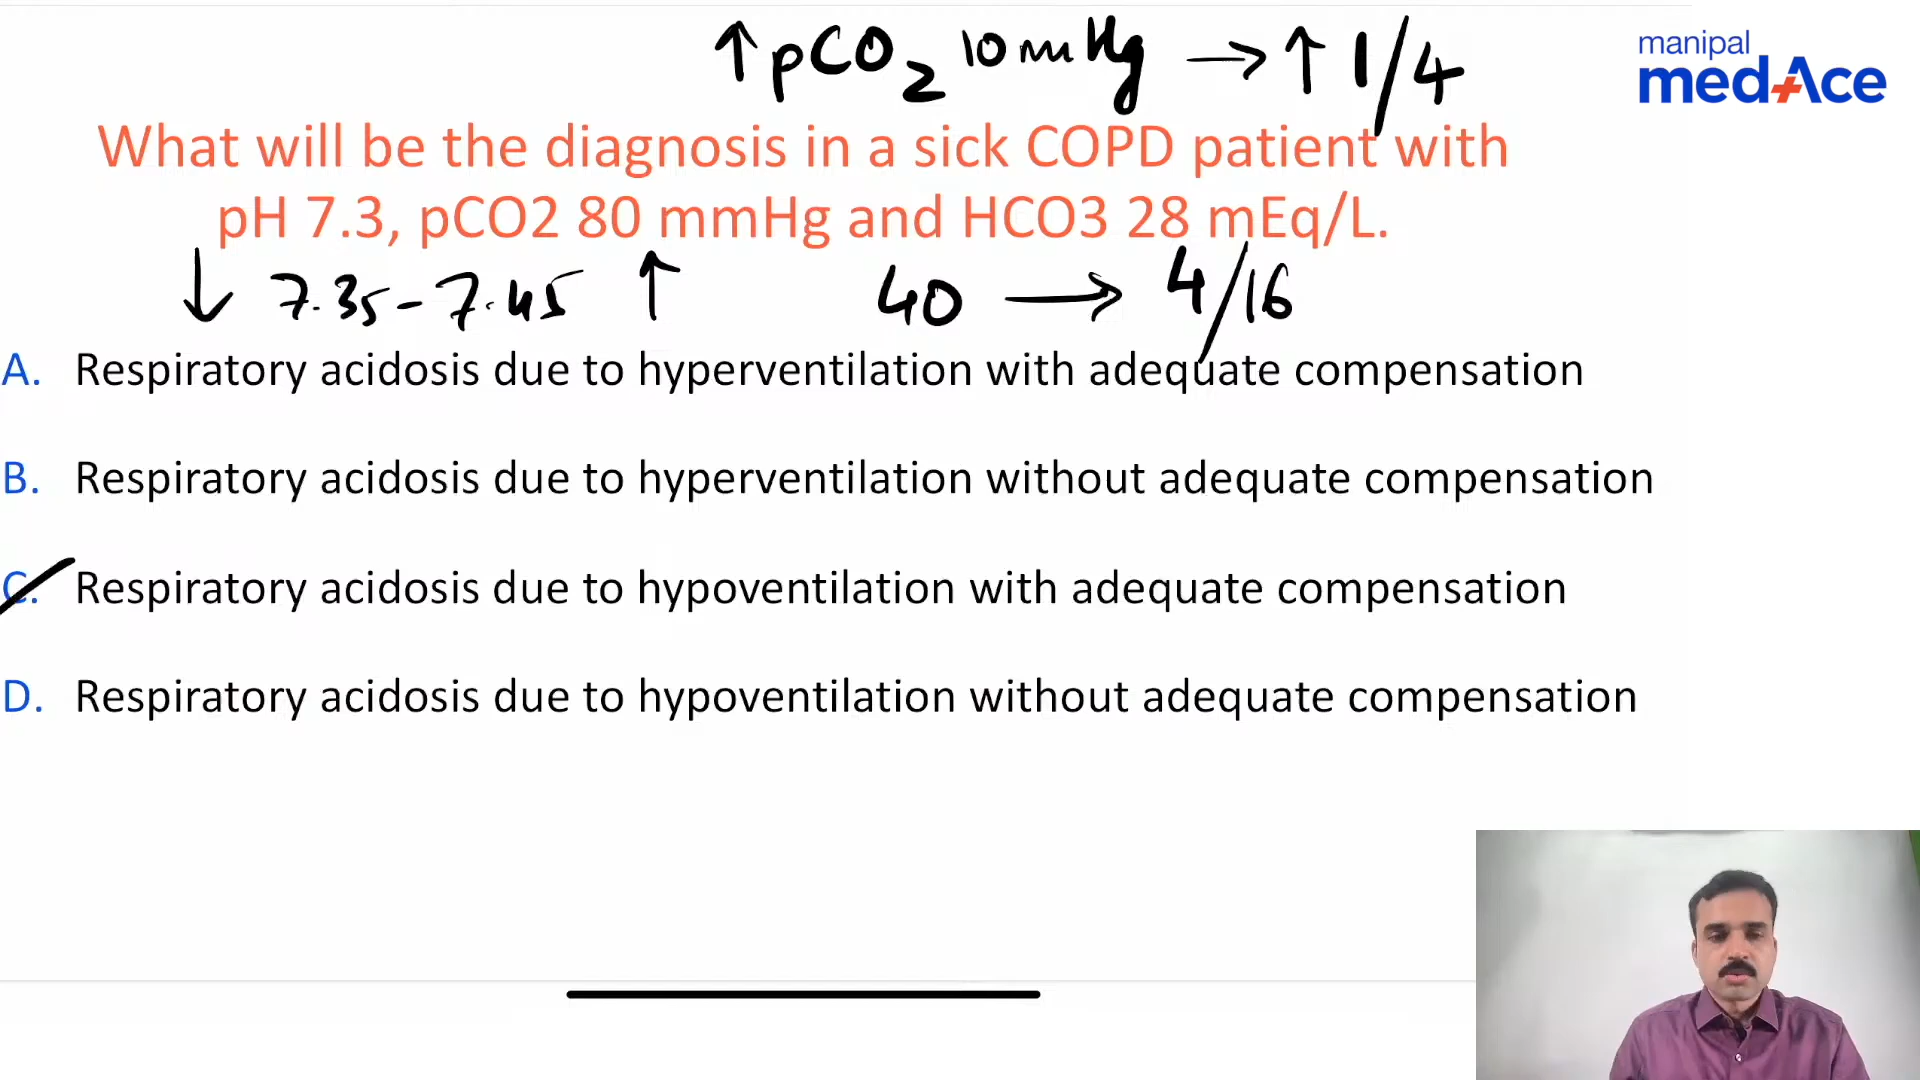 ↑ pCO2 10 mm Hg → ↑ 1/4
manipal
medAce
What will be the diagnosis in a sick COPD patient with
pH 7.3, pCO2 80 mmHg and HCO3 28 mEq/L.
↓ 7.35-7.45 ↑ 40 → 4/16
A. Respiratory acidosis due to hyperventilation with adequate compensation
B. Respiratory acidosis due to hyperventilation without adequate compensation
C. Respiratory acidosis due to hypoventilation with adequate compensation
D. Respiratory acidosis due to hypoventilation without adequate compensation